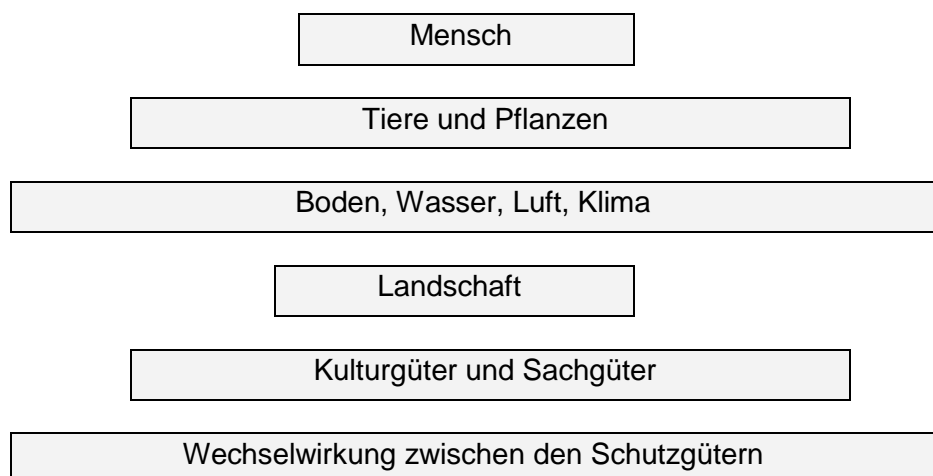 Mensch
Tiere und Pflanzen
Boden, Wasser, Luft, Klima
Landschaft
Kulturgüter und Sachgüter
Wechselwirkung zwischen den Schutzgütern